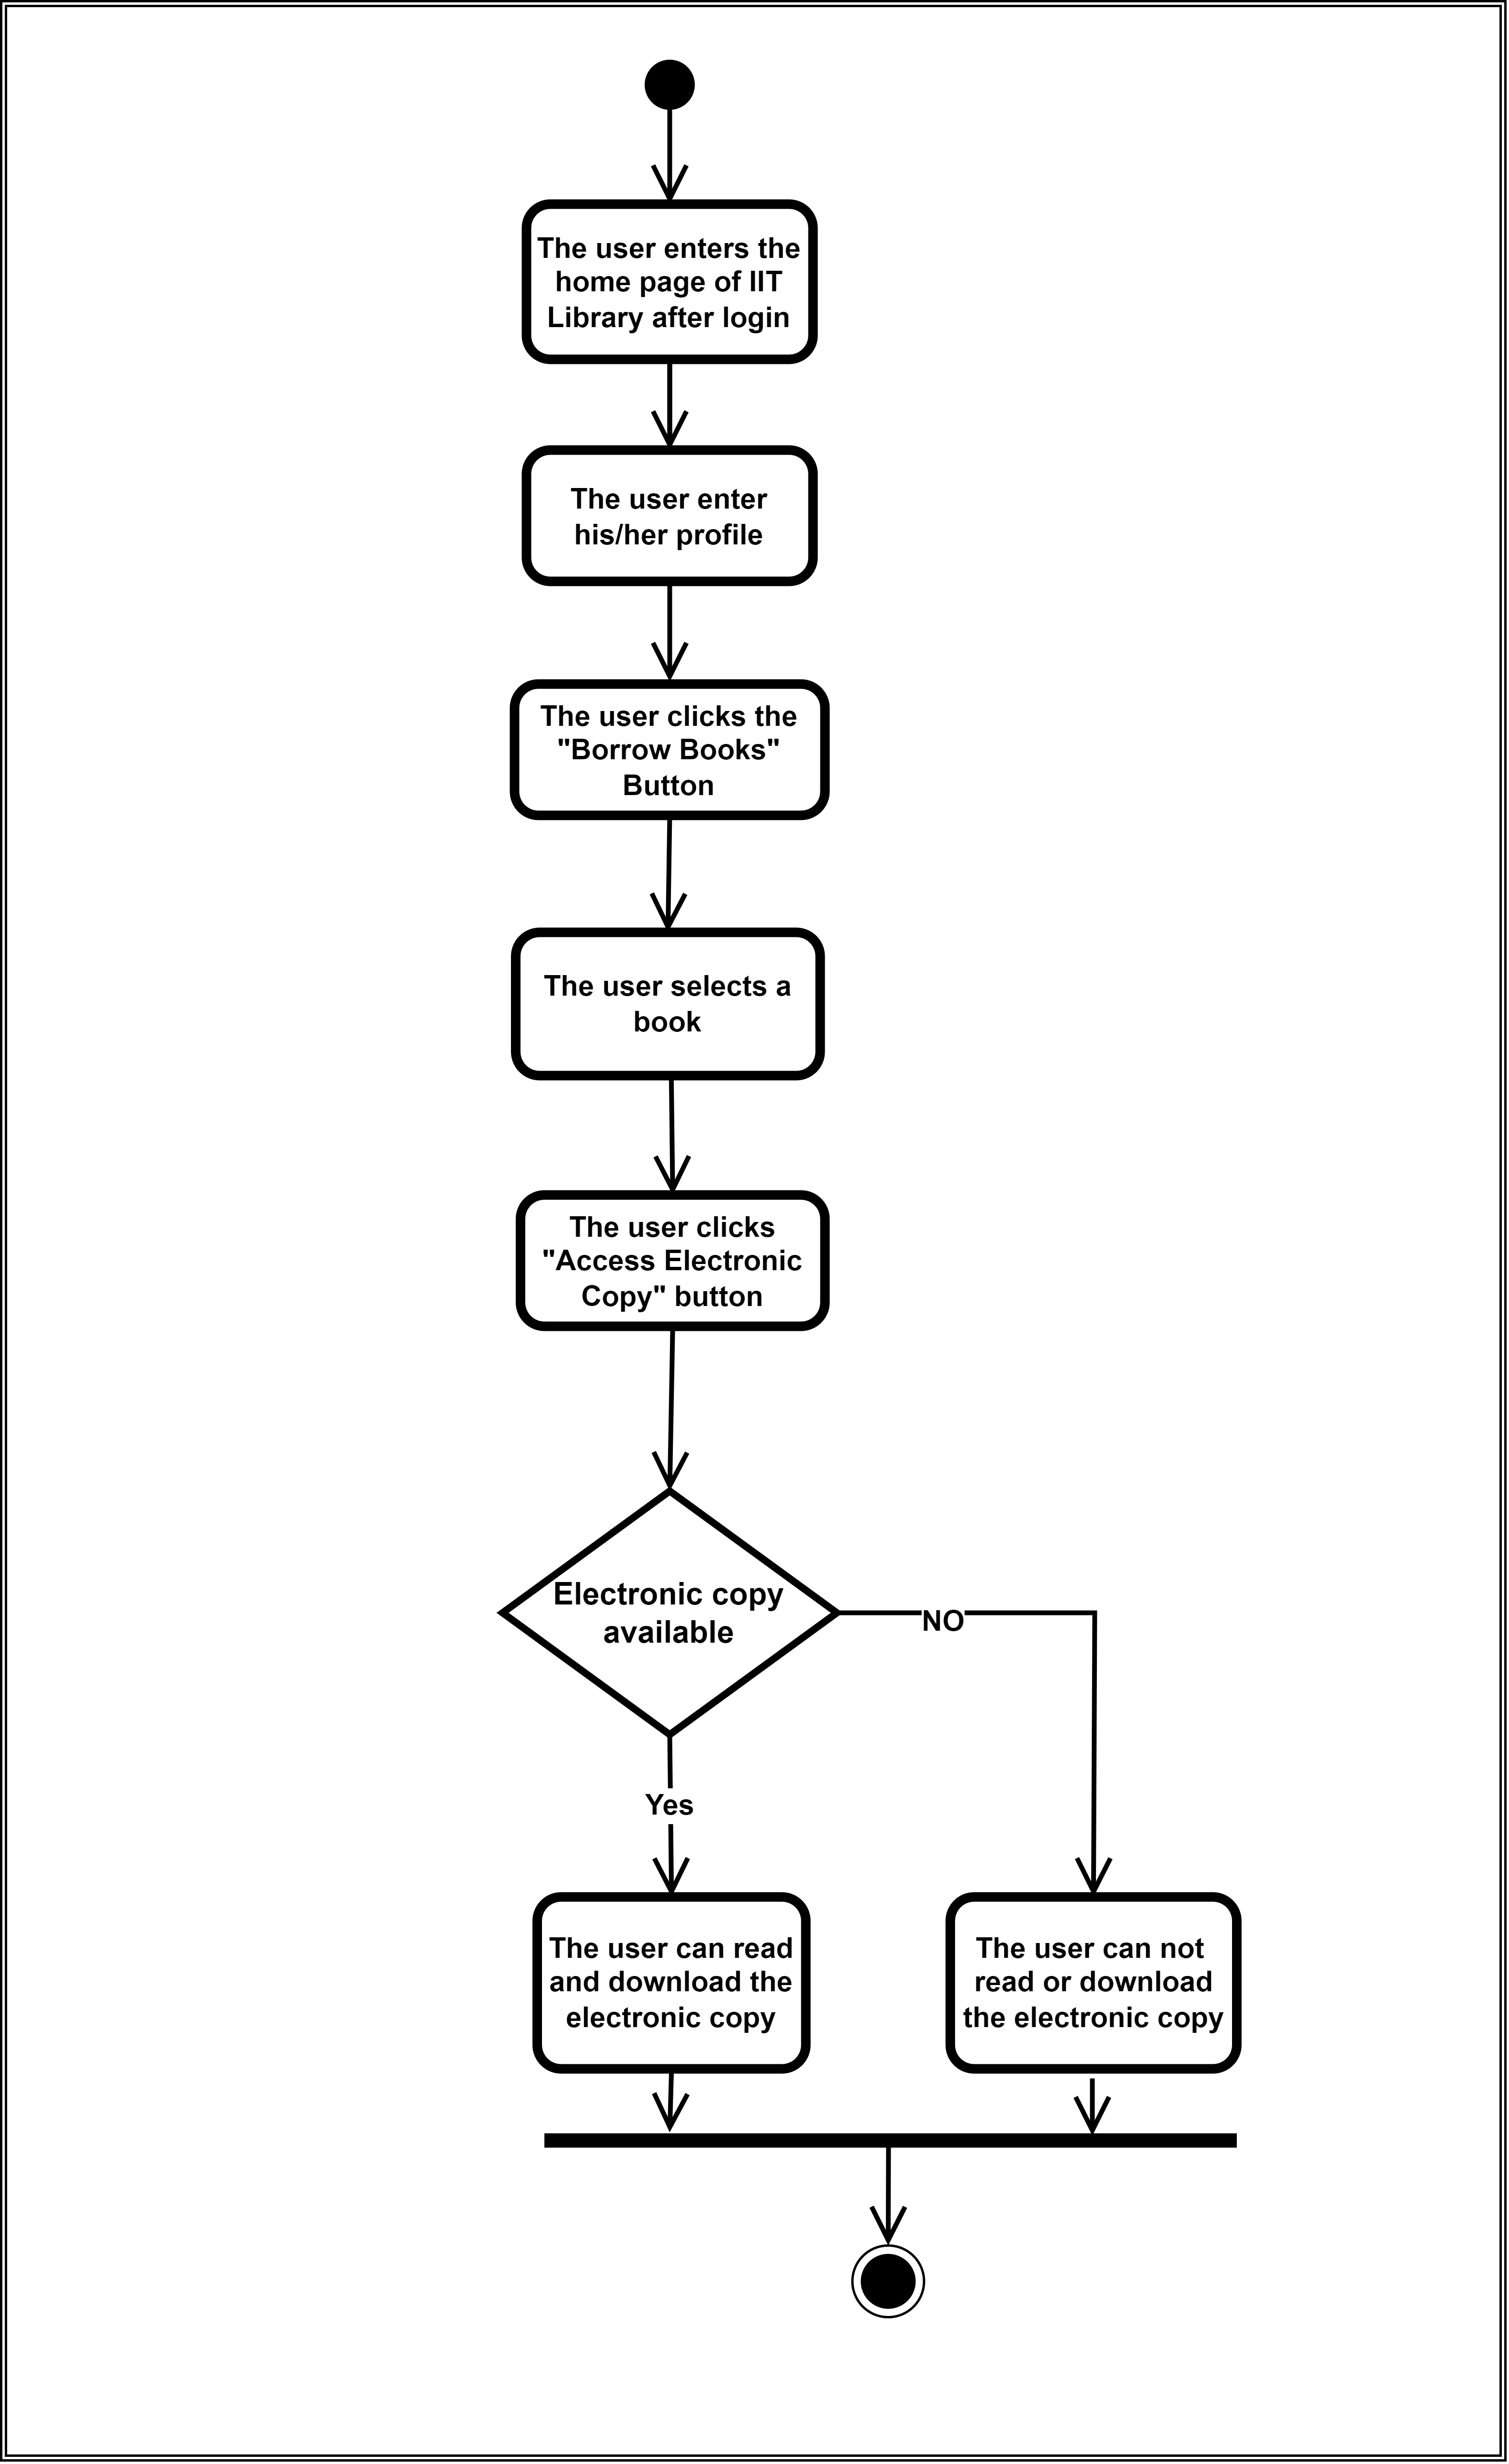 The user enters the
home page of IIT
Library after login
The user enter
his/her profile
The user clicks the
"Borrow Books"
Button
The user selects a
book
The user clicks
"Access Electronic
Copy" button
Electronic copy
available
NO
Yes
The user can read
and download the
electronic copy
The user can not
read or download
the electronic copy